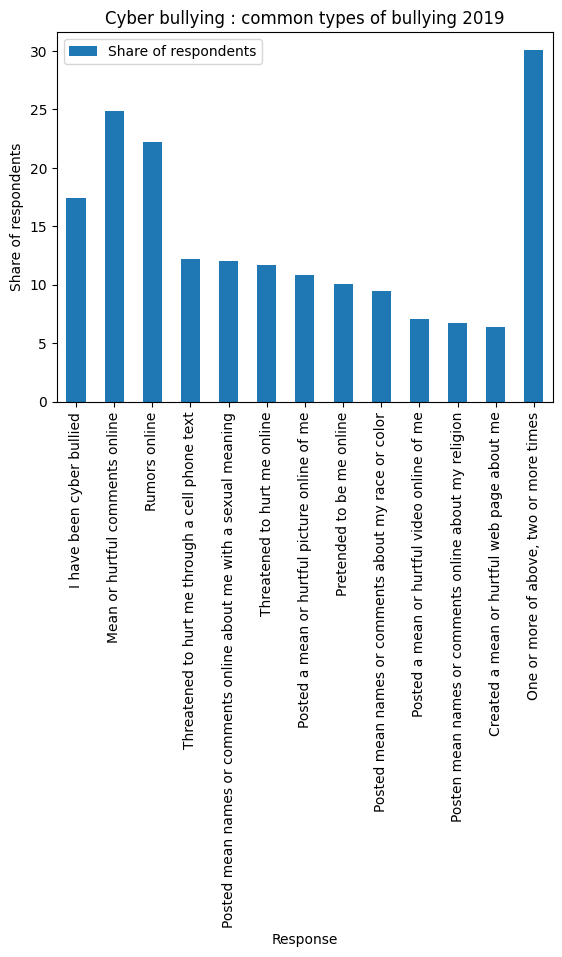 Cyber bullying : common types of bullying 2019
Share of respondents
Share of respondents
30
25
20
15
10
5
0
I have been cyber bullied
Mean or hurtful comments online
Rumors online
Threatened to hurt me through a cell phone text
Posted mean names or comments online about me with a sexual meaning
Threatened to hurt me online
Posted a mean or hurtful picture online of me
Pretended to be me online
Posted mean names or comments about my race or color
Posted a mean or hurtful video online of me
Posten mean names or comments online about my religion
Created a mean or hurtful web page about me
One or more of above, two or more times
Response